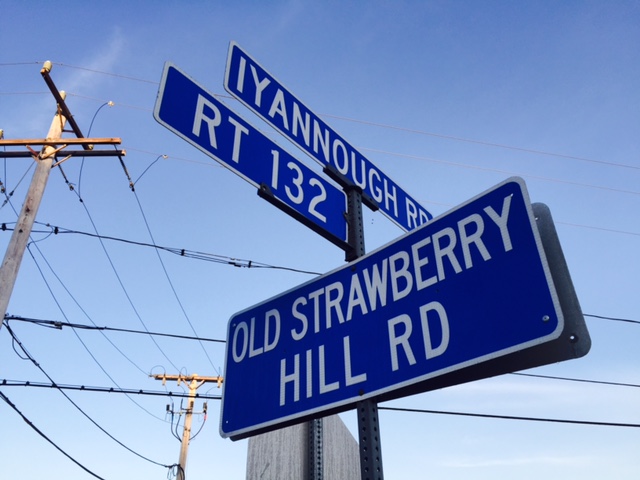 IYANNOUGH RD
RT 132
OLD STRAWBERRY
HILL RD